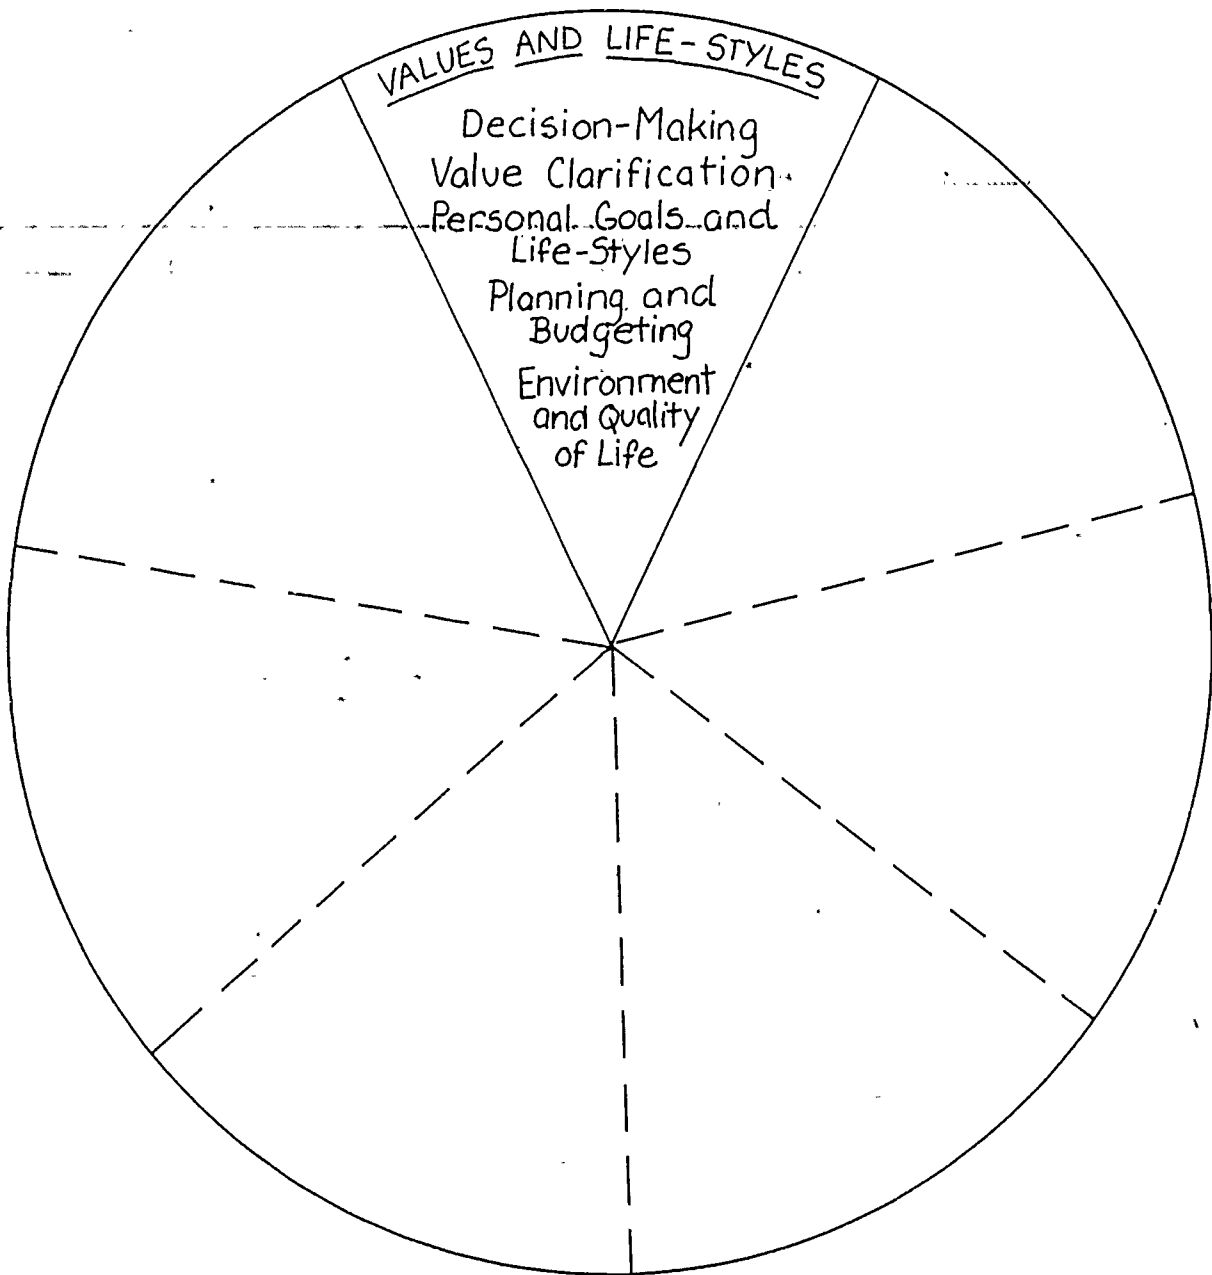 VALUES AND LIFE-STYLES
Decision-Making
Value Clarification
Personal Goals and
Life-Styles
Planning and
Budgeting
Environment
and Quality
of Life